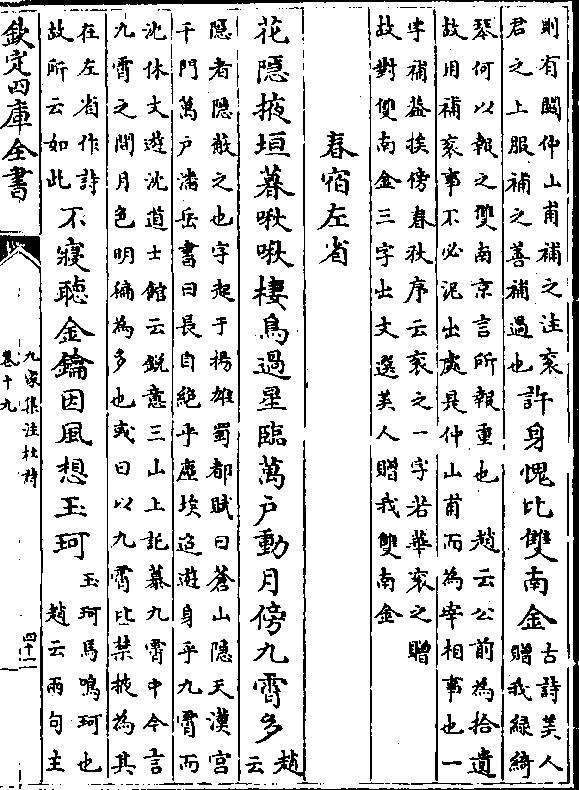 則有闕仲山甫補之注袞
君之上服補之善補過也
許身愧比雙南金
古詩美人
贈我緑綺
琴何以報之雙南京言所報重也　趙云公前為拾遺
故用補袞事不必泥出處是仲山甫而為宰相事也一
字補益挨傍春秋序云袞之一字若華袞之贈
故對雙南金三字出文選美人贈我雙南金
春宿左省
花隱掖垣暮啾啾棲鳥過星臨萬戶動月傍九霄多
趙
云
隱者隱蔽之也字起于揚雄蜀都賦曰蒼山隱天漢宮
千門萬戶潘岳書曰長自絕乎塵埃迢遊身乎九霄而
沈休文遊沈道士館云銳意三山上託慕九霄中今言
九霄之間月色明徧為多也或曰以九霄比禁掖為其
在左省作詩
故所云如此
不寢聽金鑰因風想玉珂
玉珂馬鳴珂也
趙云兩句主
欽定四庫全書
九家集注杜詩
卷十九
四十二